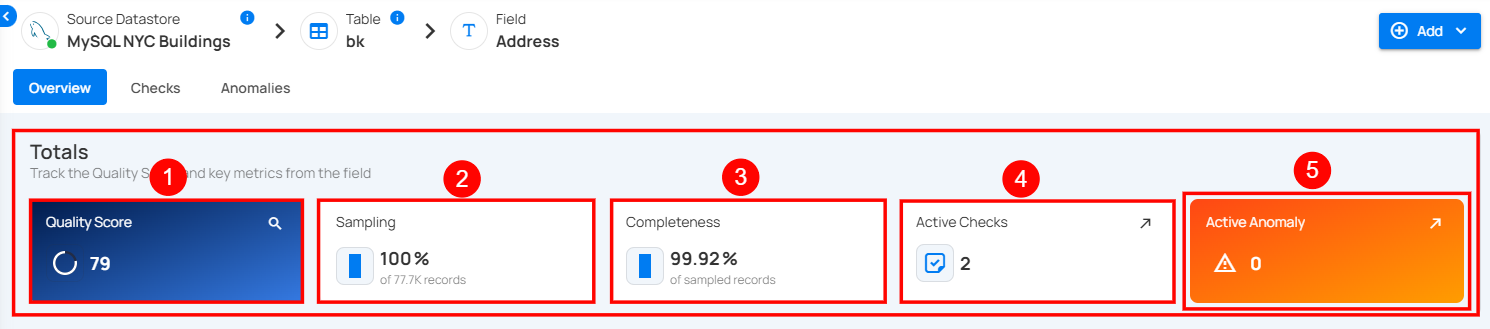 Source Datastore
MySQL NYC Buildings
Table
bk
Field
Address
Add
Overview
Checks
Anomalies
Totals
Track the Quality S and key metrics from the field
1
2
3
4
5
Quality Score
79
Sampling
100%
of 77.7K records
Completeness
99.92%
of sampled records
Active Checks
2
Active Anomaly
0